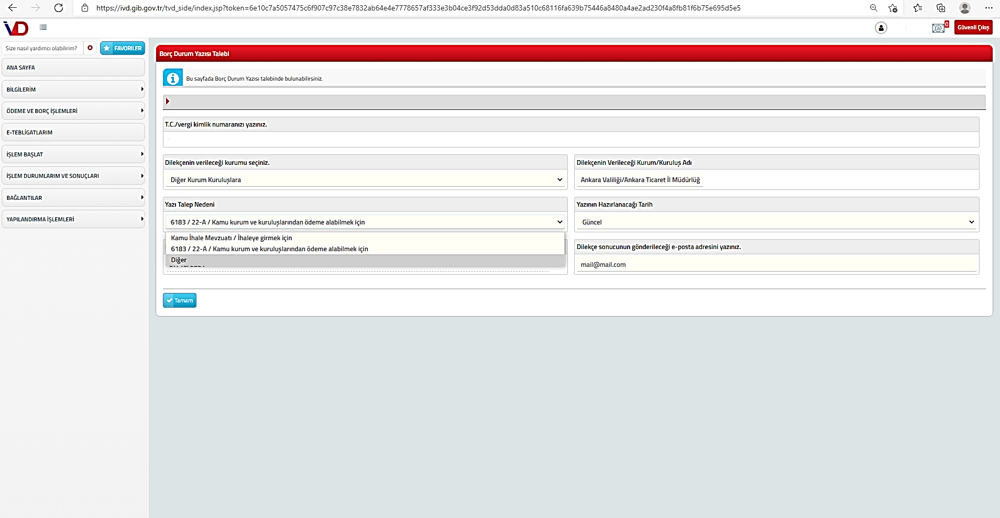 https://ivd.gib.gov.tr/tvd_side/index.jsp?token=6e10c7a5057475c6f907c97c38e7832ab64e4e7778657af333e3b04ce3f92d53dda0d83a510c68116fa639b75446a8480a4ae2ad230f4a8fb81f6b75e695d5e5
iVD
0
Güvenli Çıkış
Size nasıl yardımcı olabilirim?
FAVORİLER
ANA SAYFA
BİLGİLERİM
ÖDEME VE BORÇ İŞLEMLERİ
E-TEBLİGATLARIM
İŞLEM BAŞLAT
İŞLEM DURUMLARIM VE SONUÇLARI
BAĞLANTILAR
YAPILANDIRMA İŞLEMLERİ
Borç Durum Yazısı Talebi
Bu sayfada Borç Durum Yazısı talebinde bulunabilirsiniz.
T.C./vergi kimlik numaranızı yazınız.
Dilekçenin verileceği kurumu seçiniz.
Diğer Kurum Kuruluşlara
Dilekçenin Verileceği Kurum/Kuruluş Adı
Ankara Valiliği/Ankara Ticaret İl Müdürlüğ
Yazı Talep Nedeni
6183 / 22-A / Kamu kurum ve kuruluşlarından ödeme alabilmek için
Yazının Hazırlanacağı Tarih
Güncel
Kamu İhale Mevzuatı / İhaleye girmek için
6183 / 22-A / Kamu kurum ve kuruluşlarından ödeme alabilmek için
Diğer
Dilekçe sonucunun gönderileceği e-posta adresini yazınız.
mail@mail.com
Tamam